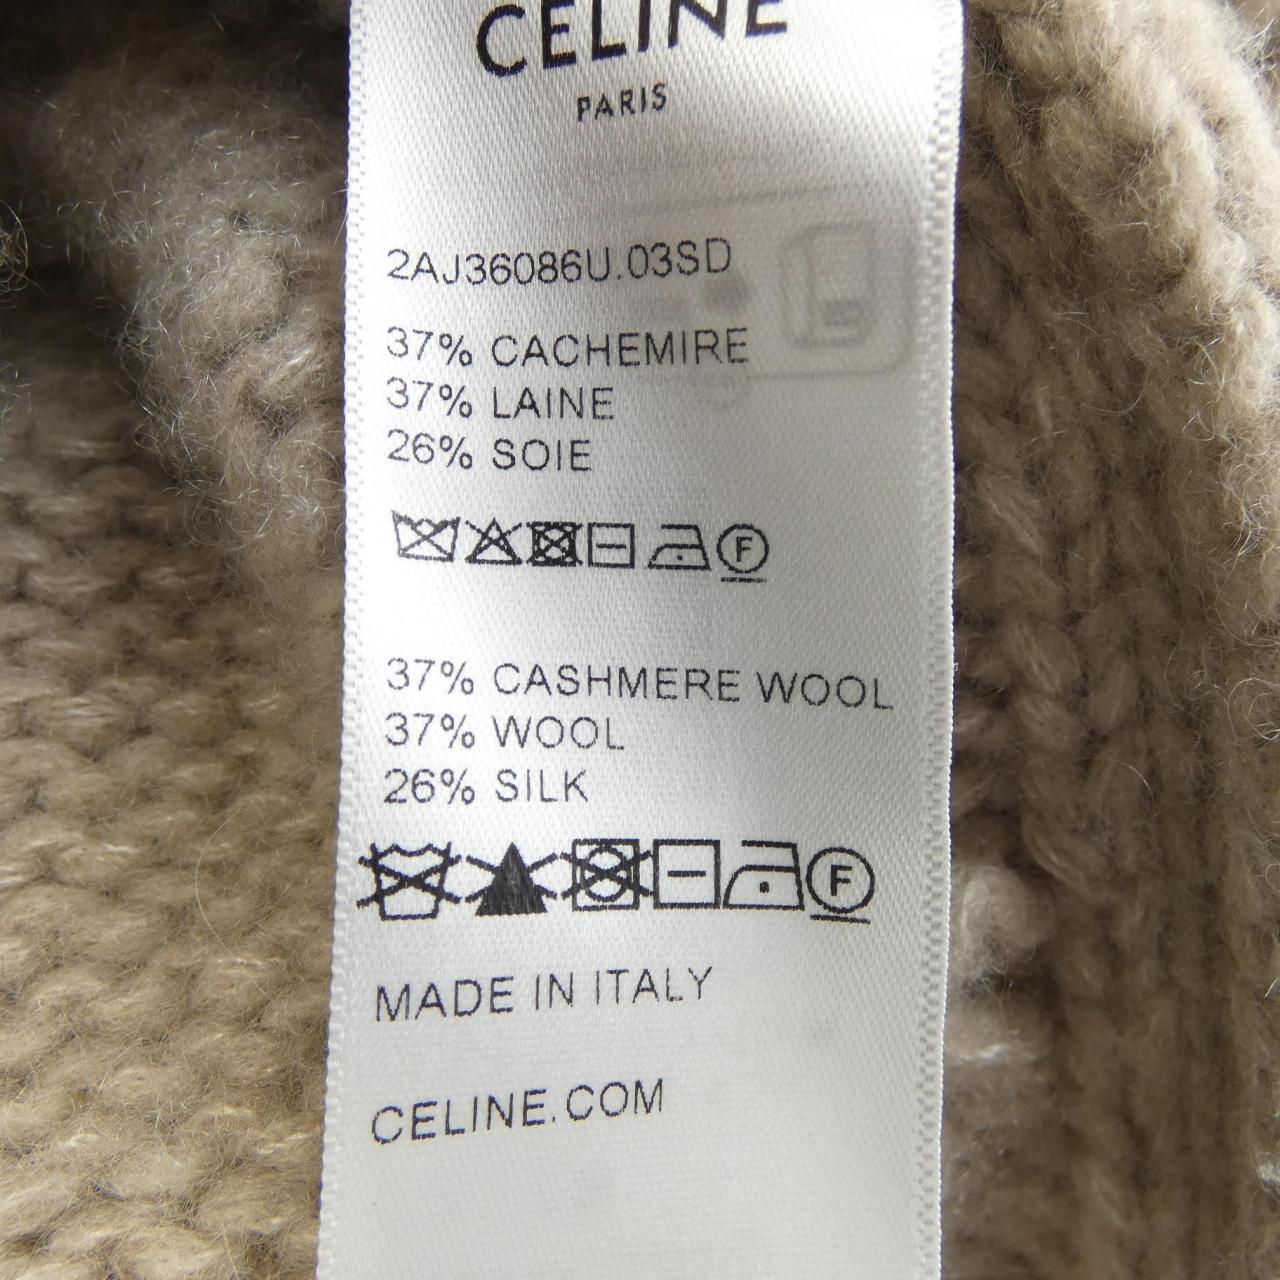 CELINE
PARIS
2AJ36086U.03SD
37% CACHEMIRE
37% LAINE
26% SOIE
F
37% CASHMERE WOOL
37% WOOL
26% SILK
F
MADE IN ITALY
CELINE.COM